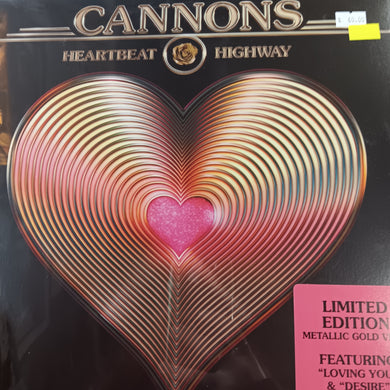 CANNONS
HEARTBEAT HIGHWAY
LIMITED
EDITION
METALLIC GOLD V
FEATURING
"LOVING YOU
& "DESIRE"